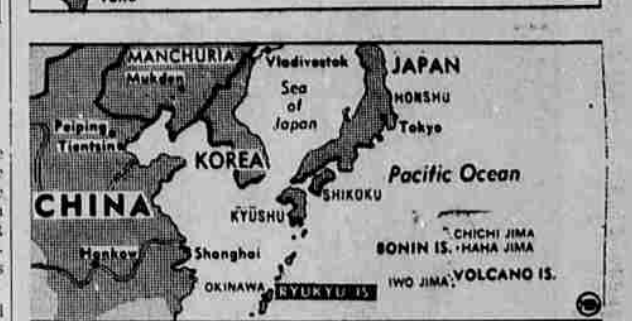 MANCHURIA
Mukden
Vladivostok
JAPAN
Sea
of
Japan
HONSHU
Peiping
Tokyo
Tientsin
KOREA
Pacific Ocean
SHIKOKU
CHINA
KYUSHU
CHICHI JIMA
BONIN IS. HAHA JIMA
Hankow
Shanghai
IWO JIMA VOLCANO IS.
OKINAWA RYUKYU IS